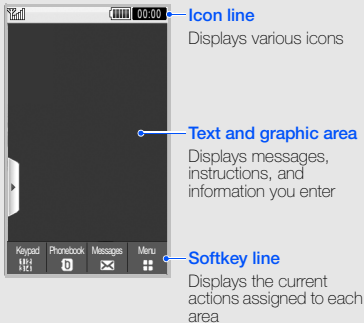 00:00
Icon line
Displays various icons
Text and graphic area
Displays messages,
instructions, and
information you enter
Keypad Phonebook Messages Menu
Softkey line
Displays the current
actions assigned to each
area